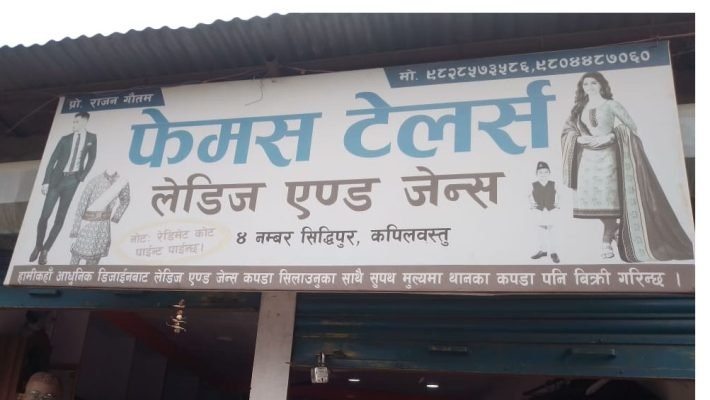 प्रो. राजन गौतम
मो. ९८२८५७३५८६,९८०४४८७०६०
फेमस टेलर्स
लेडिज एण्ड जेन्स
नोट: रेडिमेट कोट
पाईन्ट पाईन्छ।
४ नम्बर सिद्धिपुर, कपिलवस्तु
हामीकहाँ आधुनिक डिजाईनबाट लेडिज एण्ड जेन्स कपडा सिलाउनुका साथै सुपथ मुल्यमा थानका कपडा पनि बिक्री गरिन्छ ।